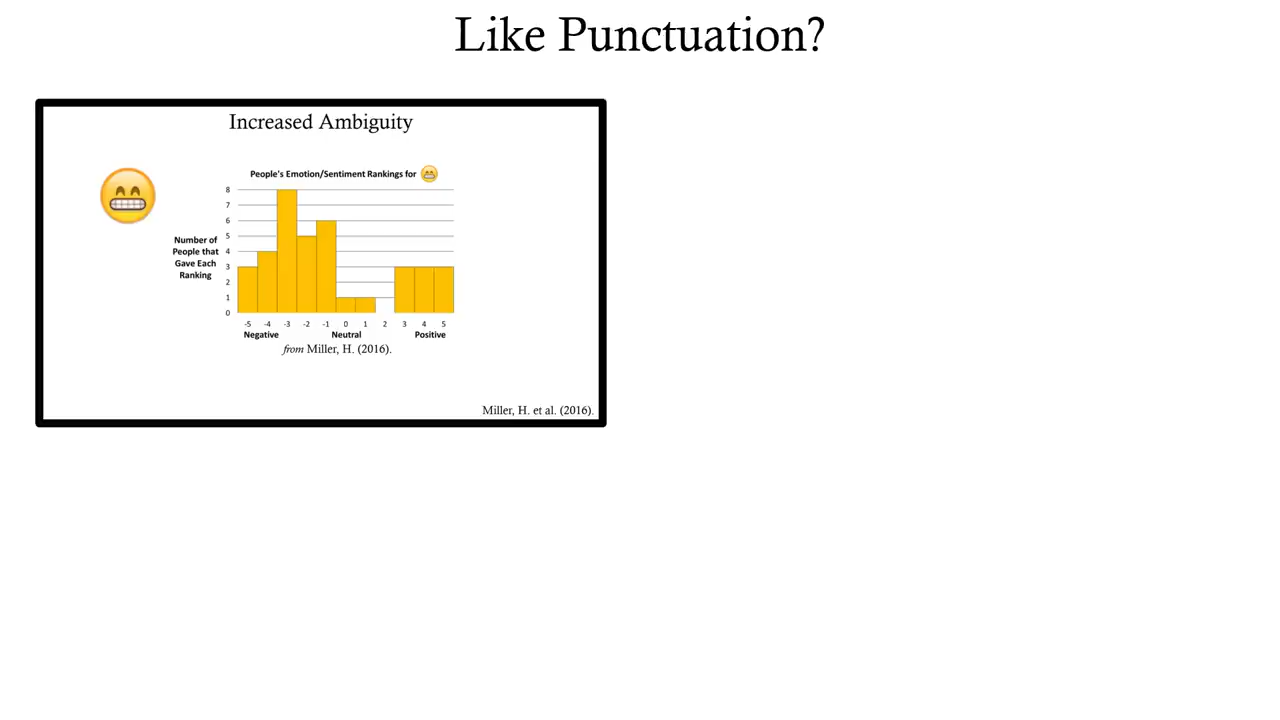 Like Punctuation?
Increased Ambiguity
People's Emotion/Sentiment Rankings for
8
7
6
5
4
3
2
1
0
Number of
People that
Gave Each
Ranking
-5 -4 -3 -2 -1 0 1 2 3 4 5
Negative Neutral Positive
from Miller, H. (2016).
Miller, H. et al. (2016).